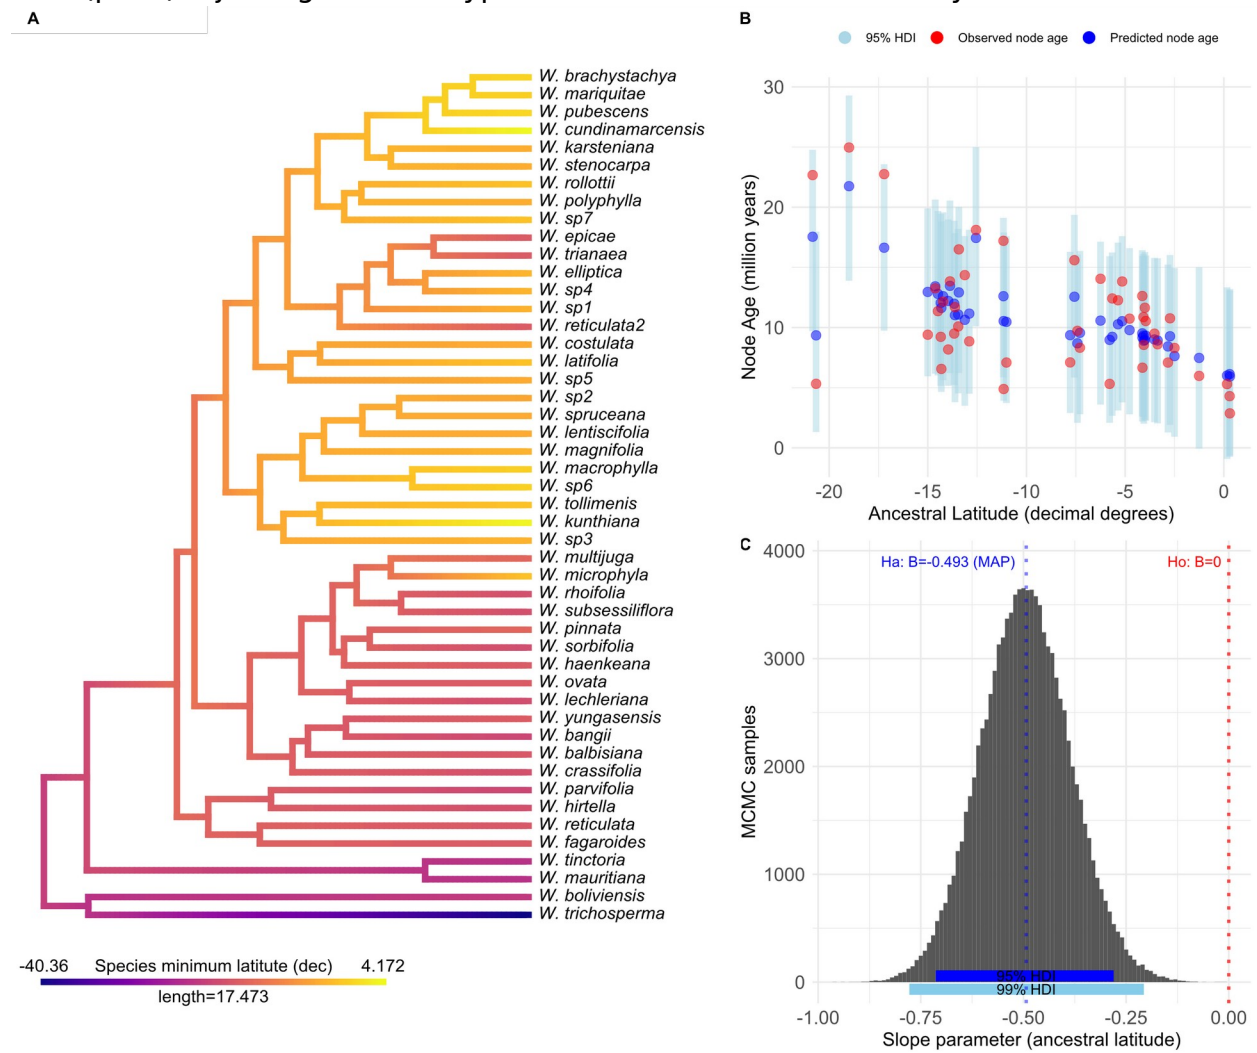 A
W. brachystachya
W. mariquitae
W. pubescens
W. cundinamarcensis
W. karsteniana
W. stenocarpa
W. rollottii
W. polyphylla
W. sp7
W. epicae
W. trianaea
W. elliptica
W. sp4
W. sp1
W. reticulata2
W. costulata
W. latifolia
W. sp5
W. sp2
W. spruceana
W. lentiscifolia
W. magnifolia
W. macrophylla
W. sp6
W. tollimenis
W. kunthiana
W. sp3
W. multijuga
W. microphyla
W. rhoifolia
W. subsessiliflora
W. pinnata
W. sorbifolia
W. haenkeana
W. ovata
W. lechleriana
W. yungasensis
W. bangii
W. balbisiana
W. crassifolia
W. parvifolia
W. hirtella
W. reticulata
W. fagaroides
W. tinctoria
W. mauritiana
W. boliviensis
W. trichosperma
-40.36 Species minimum latitute (dec) 4.172
length=17.473
B
95% HDI Observed node age Predicted node age
Node Age (million years)
30
20
10
0
-20 -15 -10 -5 0
Ancestral Latitude (decimal degrees)
C
Ha: B=-0.493 (MAP) Ho: B=0
MCMC samples
4000
3000
2000
1000
0
95% HDI
99% HDI
-1.00 -0.75 -0.50 -0.25 0.00
Slope parameter (ancestral latitude)